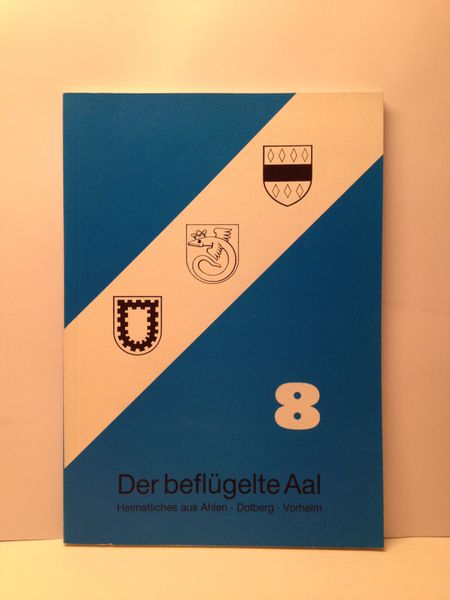 8
Der beflügelte Aal
Heimatliches aus Ahlen · Dolberg · Vorhelm